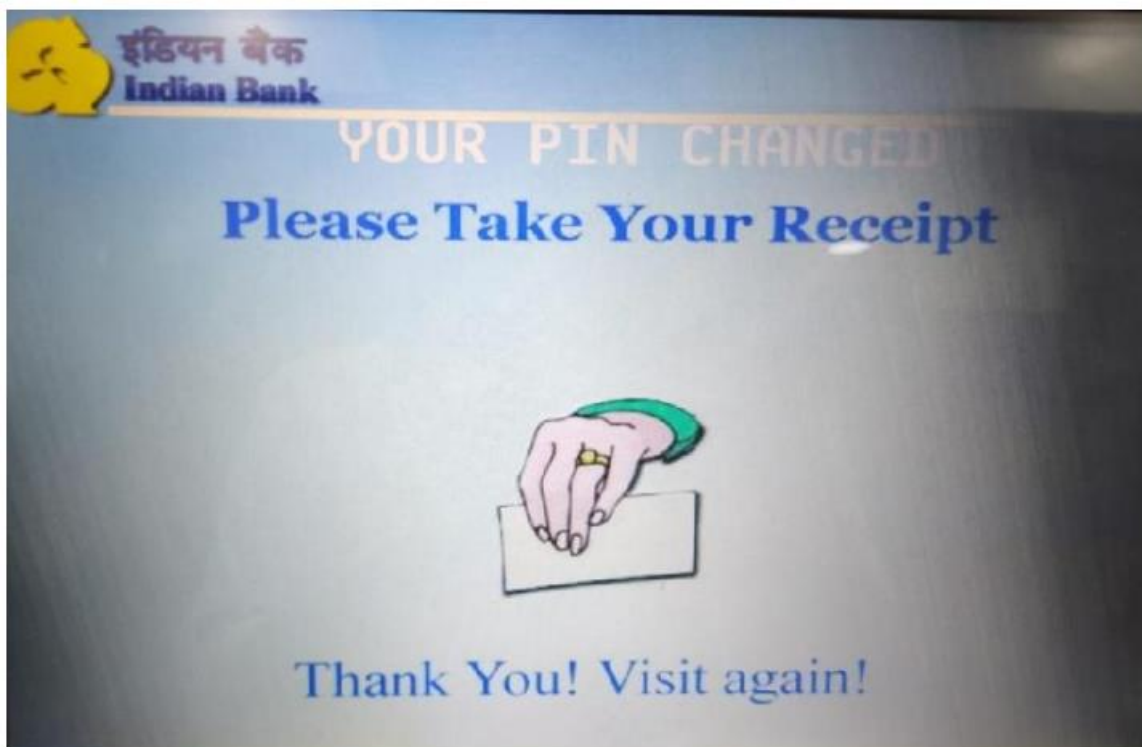 इंडियन बैंक
Indian Bank
YOUR PIN CHANGED
Please Take Your Receipt
Thank You! Visit again!